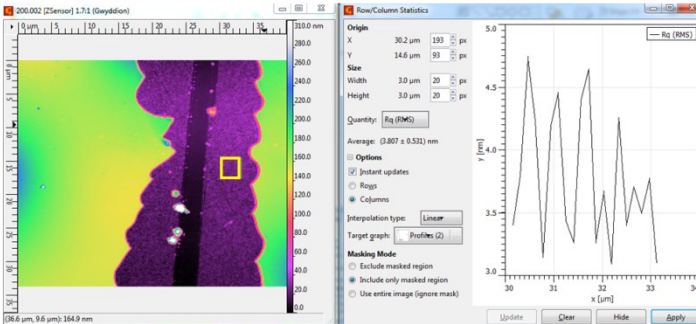 200.002 [ZSensor] 1.7:1 (Gwyddion)
0 µm 5 10 15 20 25 30 35
0 µm
5
10
15
20
25
30
35
310.0 nm
280.0
260.0
240.0
220.0
200.0
180.0
160.0
140.0
120.0
100.0
80.0
60.0
40.0
20.0
0.0
(36.6 µm, 9.6 µm): 164.9 nm
Row/Column Statistics
Origin
X 30.2 µm 193 px
Y 14.6 µm 93 px
Size
Width 3.0 µm 20 px
Height 3.0 µm 20 px
Quantity: Rq (RMS)
Average: (3.807 ± 0.531) nm
Options
Instant updates
Rows
Columns
Interpolation type: Linear
Target graph: Profiles (2)
Masking Mode
Exclude masked region
Include only masked region
Use entire image (ignore mask)
Rq (RMS)
5.0
4.5
4.0
3.5
3.0
y [nm]
30 31 32 33 34
x [µm]
Update Clear Hide Apply